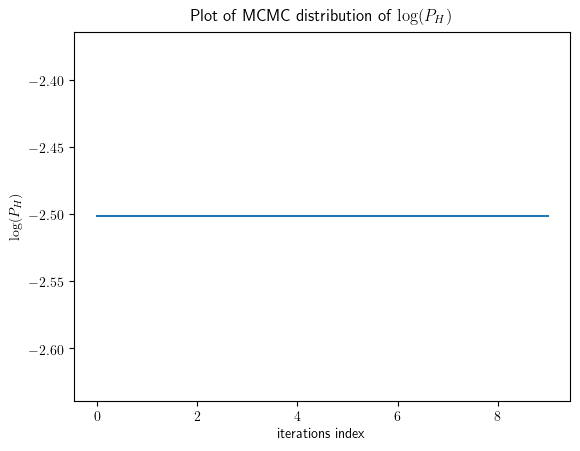 Plot of MCMC distribution of log(P_H)
log(P_H)
−2.40
−2.45
−2.50
−2.55
−2.60
0 2 4 6 8
iterations index